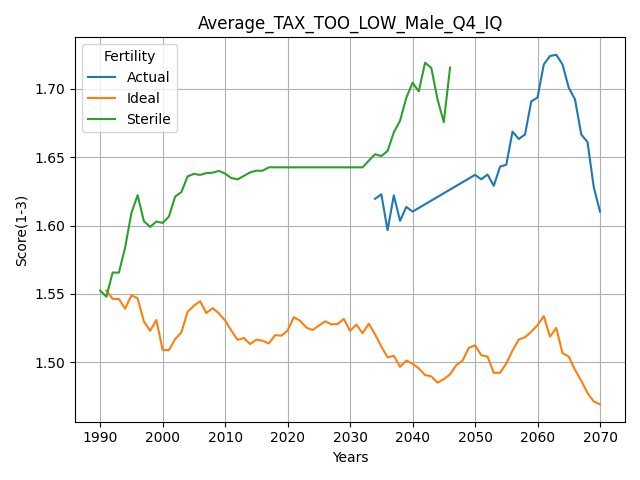 Average_TAX_TOO_LOW_Male_Q4_IQ
Fertility
Actual
Ideal
Sterile
Score(1-3)
1.70
1.65
1.60
1.55
1.50
1990 2000 2010 2020 2030 2040 2050 2060 2070
Years